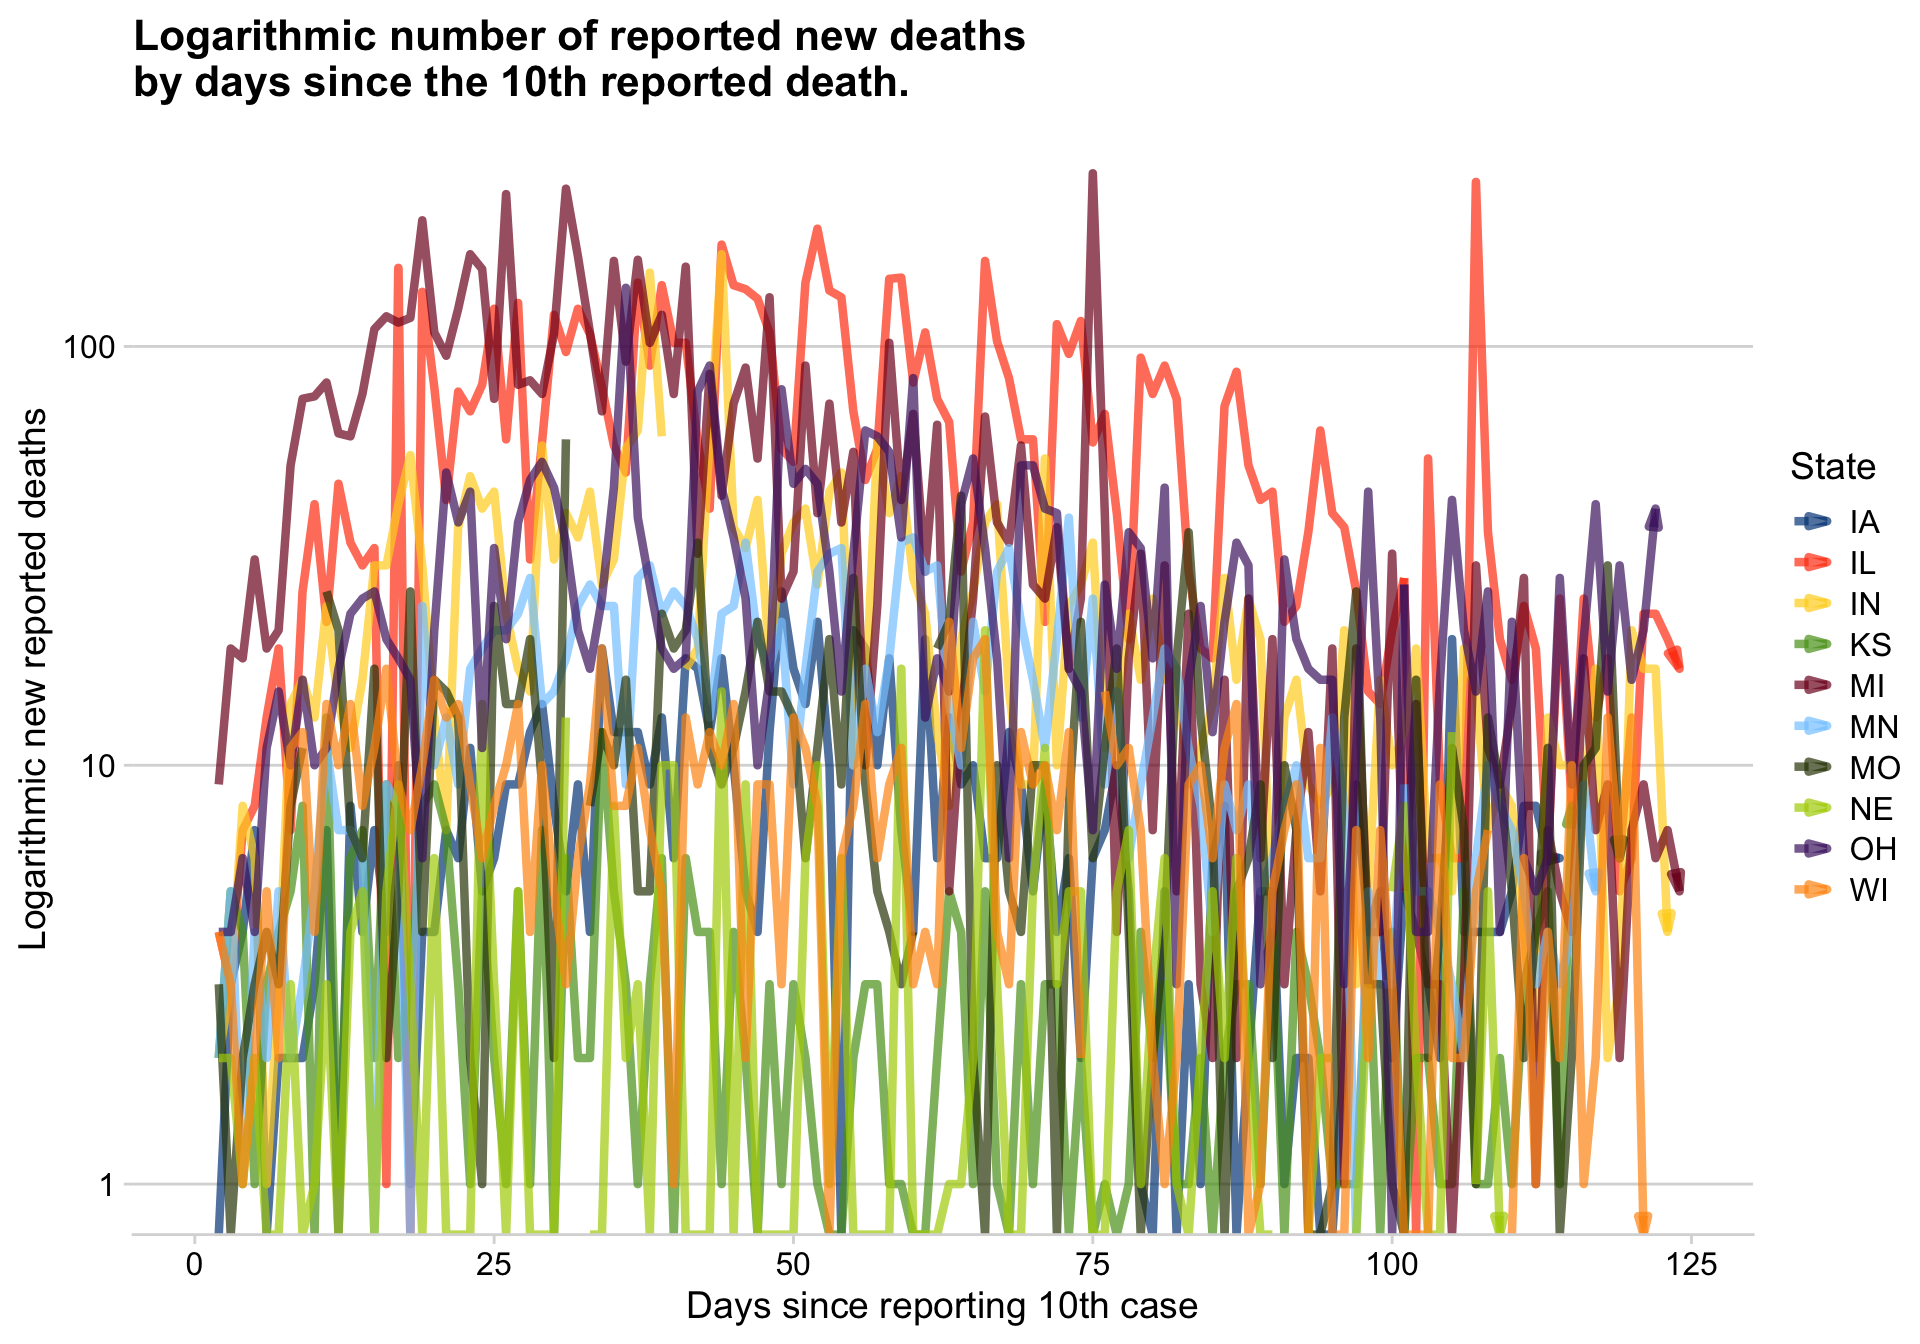 Logarithmic number of reported new deaths
by days since the 10th reported death.
Logarithmic new reported deaths
100
10
1
0
25
50
75
100
125
Days since reporting 10th case
State
IA
IL
IN
KS
MI
MN
MO
NE
OH
WI